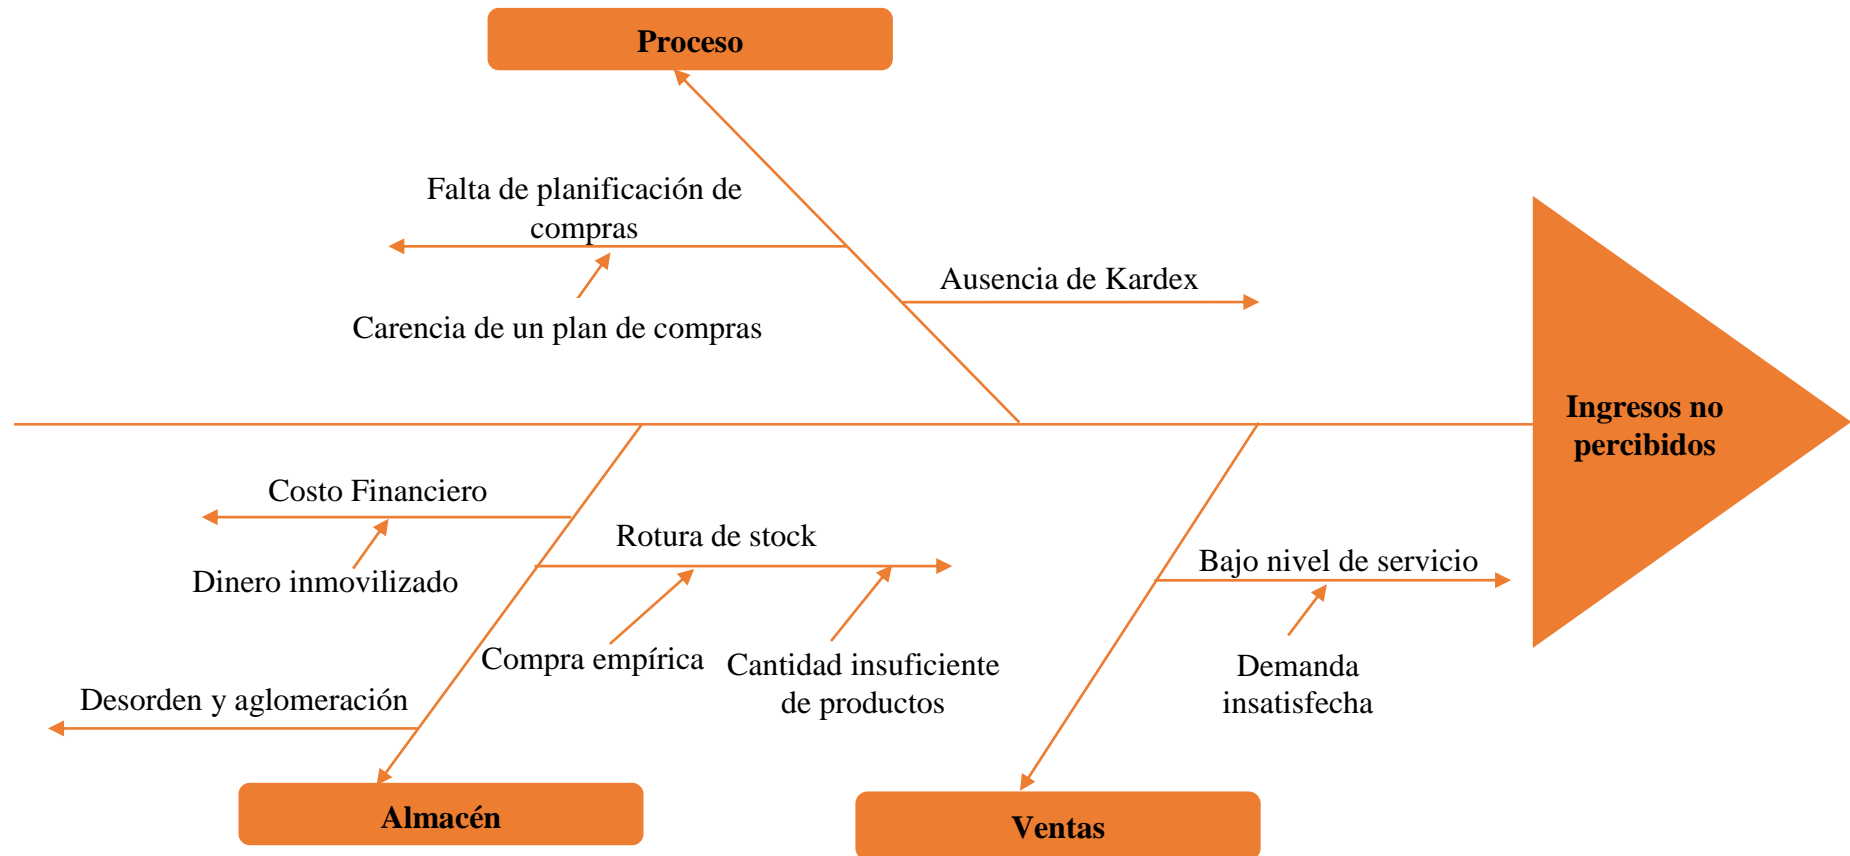 Proceso
Falta de planificación de
compras
Ausencia de Kardex
Carencia de un plan de compras
Ingresos no
percibidos
Costo Financiero
Rotura de stock
Bajo nivel de servicio
Dinero inmovilizado
Compra empírica
Cantidad insuficiente
de productos
Demanda
insatisfecha
Desorden y aglomeración
Almacén
Ventas